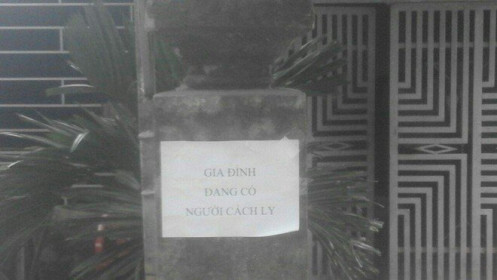 GIA ĐÌNH
ĐANG CÓ
NGƯỜI CÁCH LY